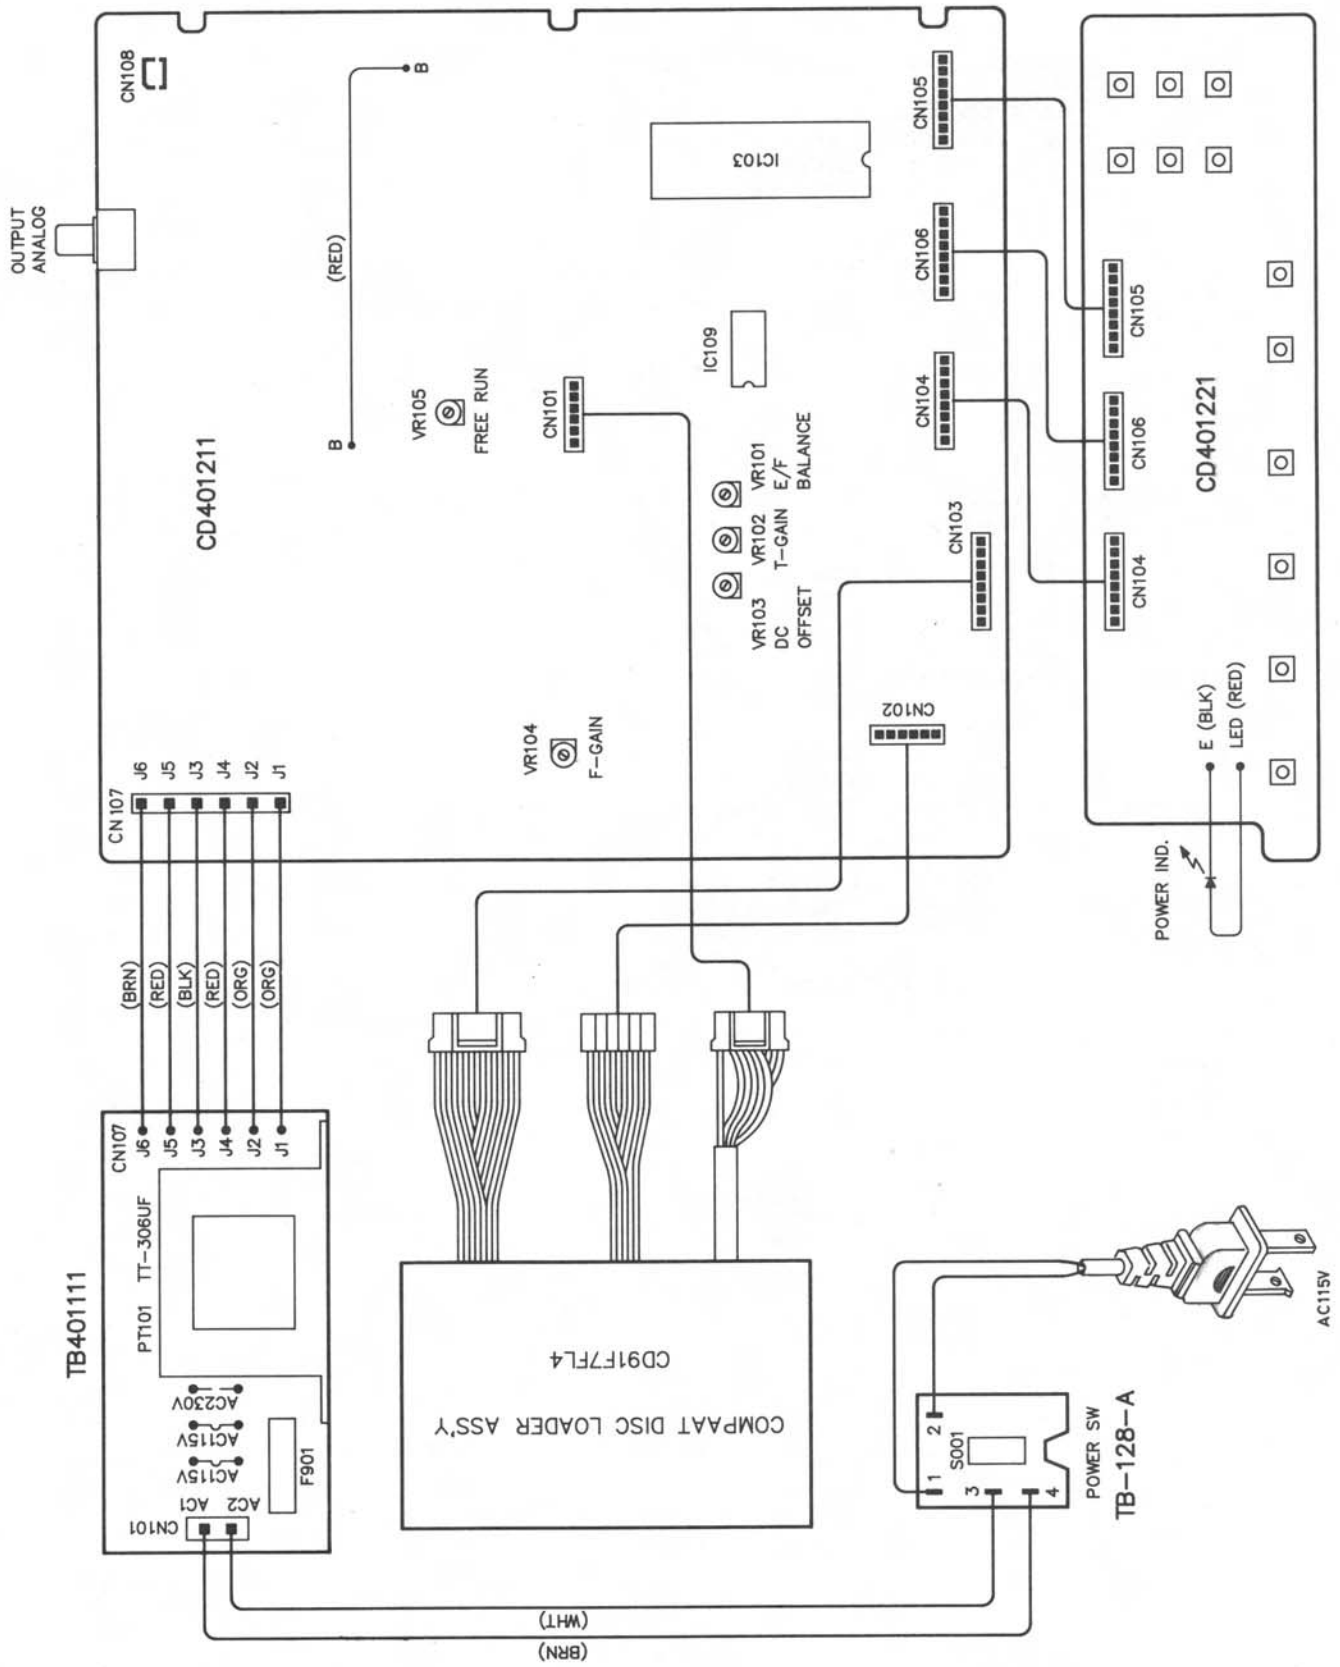 OUTPUT
ANALOG
CN108
B
B
(RED)
CD401211
VR105
FREE RUN
CN101
IC103
IC109
CN105
CN106
CN104
CN103
CN102
VR101
E/F
BALANCE
VR102
T-GAIN
VR103
DC
OFFSET
VR104
F-GAIN
CN107
J6
J5
J3
J4
J2
J1
(BRN)
(RED)
(BLK)
(RED)
(ORG)
(ORG)
TB401111
CN107
J6
J5
J3
J4
J2
J1
PT101 TT-306UF
AC230V
AC115V
AC115V
F901
CN101
AC1
AC2
(WHT)
(BRN)
COMPAAT DISC LOADER ASS'Y
CD91F7FL4
S001
1
2
3
4
POWER SW
TB-128-A
AC115V
CN105
CN106
CN104
CD401221
E (BLK)
LED (RED)
POWER IND.